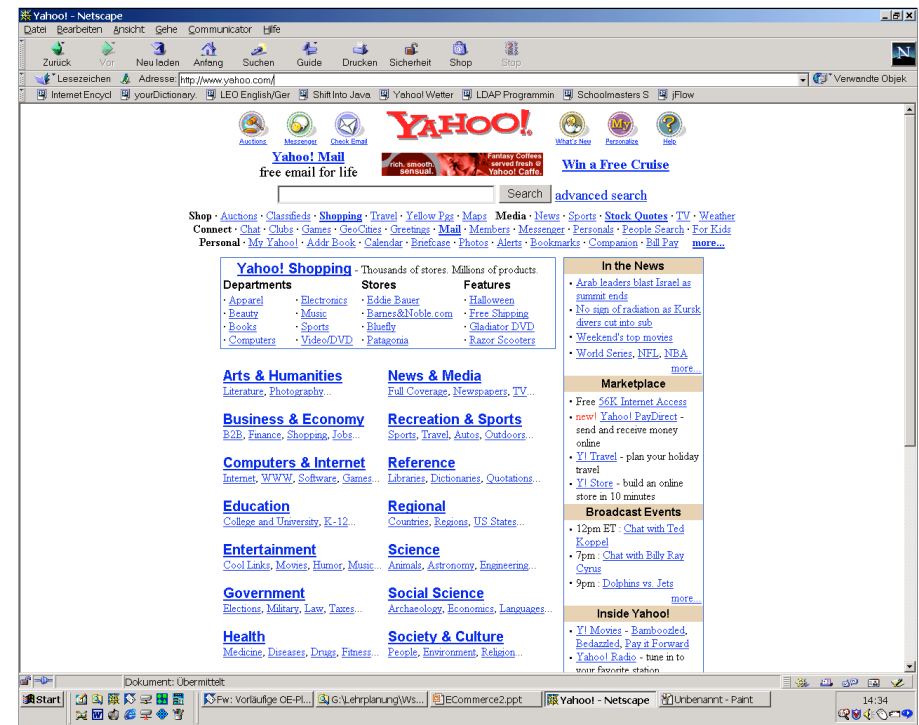 Yahoo! - Netscape
Datei Bearbeiten Ansicht Gehe Communicator Hilfe
Zurück Vor Neu laden Anfang Suchen Guide Drucken Sicherheit Shop Stop
N
Lesezeichen Adresse: http://www.yahoo.com/ Verwandte Objek
Internet Encycl yourDictionary. LEO English/Ger Shift Into Java Yahoo! Wetter LDAP Programmin Schoolmasters S jFlow
YAHOO!
My
Auctions Messenger Check Email What's New Personalize Help
Yahoo! Mail
free email for life
rich. smooth. sensual.
Fantasy Coffees served fresh @ Yahoo! Caffe.
Win a Free Cruise
Search advanced search
Shop · Auctions · Classifieds · Shopping · Travel · Yellow Pgs · Maps Media · News · Sports · Stock Quotes · TV · Weather
Connect · Chat · Clubs · Games · GeoCities · Greetings · Mail · Members · Messenger · Personals · People Search · For Kids
Personal · My Yahoo! · Addr Book · Calendar · Briefcase · Photos · Alerts · Bookmarks · Companion · Bill Pay more...
Yahoo! Shopping - Thousands of stores. Millions of products.
Departments Stores Features
· Apparel · Electronics · Eddie Bauer · Halloween
· Beauty · Music · Barnes&Noble.com · Free Shipping
· Books · Sports · Bluefly · Gladiator DVD
· Computers · Video/DVD · Patagonia · Razor Scooters
Arts & Humanities
Literature, Photography...
News & Media
Full Coverage, Newspapers, TV...
Business & Economy
B2B, Finance, Shopping, Jobs...
Recreation & Sports
Sports, Travel, Autos, Outdoors...
Computers & Internet
Internet, WWW, Software, Games...
Reference
Libraries, Dictionaries, Quotations...
Education
College and University, K-12...
Regional
Countries, Regions, US States...
Entertainment
Cool Links, Movies, Humor, Music...
Science
Animals, Astronomy, Engineering...
Government
Elections, Military, Law, Taxes...
Social Science
Archaeology, Economics, Languages...
Health
Medicine, Diseases, Drugs, Fitness...
Society & Culture
People, Environment, Religion...
In the News
· Arab leaders blast Israel as
summit ends
· No sign of radiation as Kursk
divers cut into sub
· Weekend's top movies
· World Series, NFL, NBA
more...
Marketplace
· Free 56K Internet Access
· new! Yahoo! PayDirect -
send and receive money
online
· Y! Travel - plan your holiday
travel
· Y! Store - build an online
store in 10 minutes
Broadcast Events
· 12pm ET : Chat with Ted
Koppel
· 7pm : Chat with Billy Ray
Cyrus
· 9pm : Dolphins vs. Jets
more...
Inside Yahoo!
· Y! Movies - Bamboozled,
Bedazzled, Pay it Forward
· Yahoo! Radio - tune in to
your favorite station
Dokument: Übermittelt
Start Fw: Vorläufige OE-Pl... G:\Lehrplanung\Ws... ECommerce2.ppt Yahoo! - Netscape Unbenannt - Paint 14:34